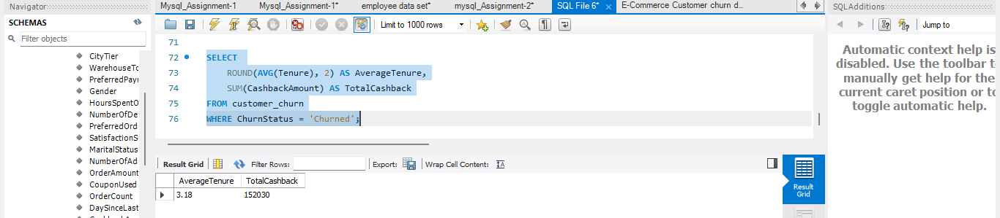 Navigator
SCHEMAS
Filter objects
CityTier
WarehouseTo
PreferredPayr
Gender
HoursSpentO
NumberOfDe
PreferredOrd
SatisfactionS
MaritalStatus
NumberOfAd
OrderAmount
CouponUsed
OrderCount
DaySinceLast
Mysql_Assignment-1 Mysql_Assignment-1* employee data set* mysql_Assignment-2* SQL File 6* × E-Commerce Customer churn d...
Limit to 1000 rows
71
72 SELECT
73 ROUND(AVG(Tenure), 2) AS AverageTenure,
74 SUM(CashbackAmount) AS TotalCashback
75 FROM customer_churn
76 WHERE ChurnStatus = 'Churned';
Result Grid Filter Rows: Export: Wrap Cell Content:
AverageTenure TotalCashback
3.18 152030
Result
Grid
SQLAdditions
Jump to
Automatic context help is
disabled. Use the toolbar t
manually get help for the
current caret position or to
toggle automatic help.